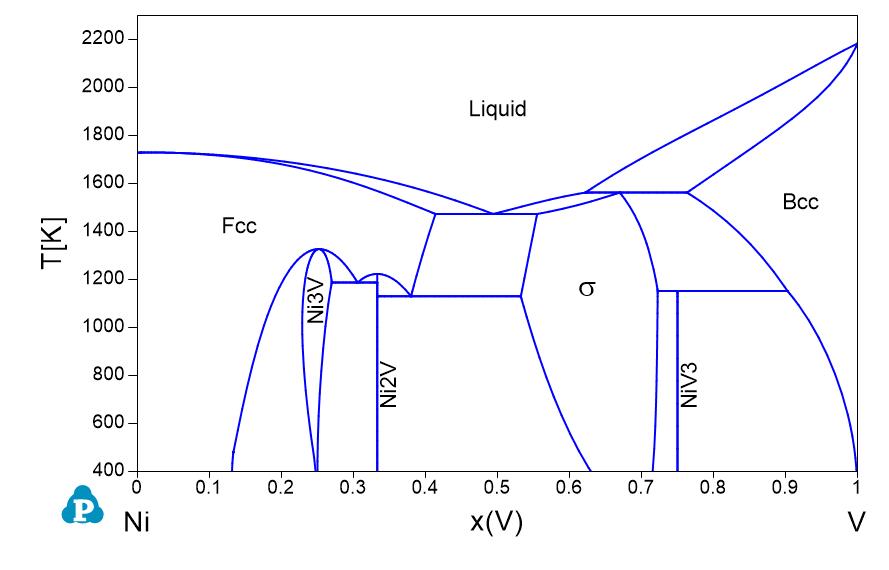 2200
2000
1800
1600
1400
1200
1000
800
600
400
T[K]
Liquid
Fcc
Bcc
σ
Ni3V
Ni2V
NiV3
0 0.1 0.2 0.3 0.4 0.5 0.6 0.7 0.8 0.9 1
P
Ni x(V) V